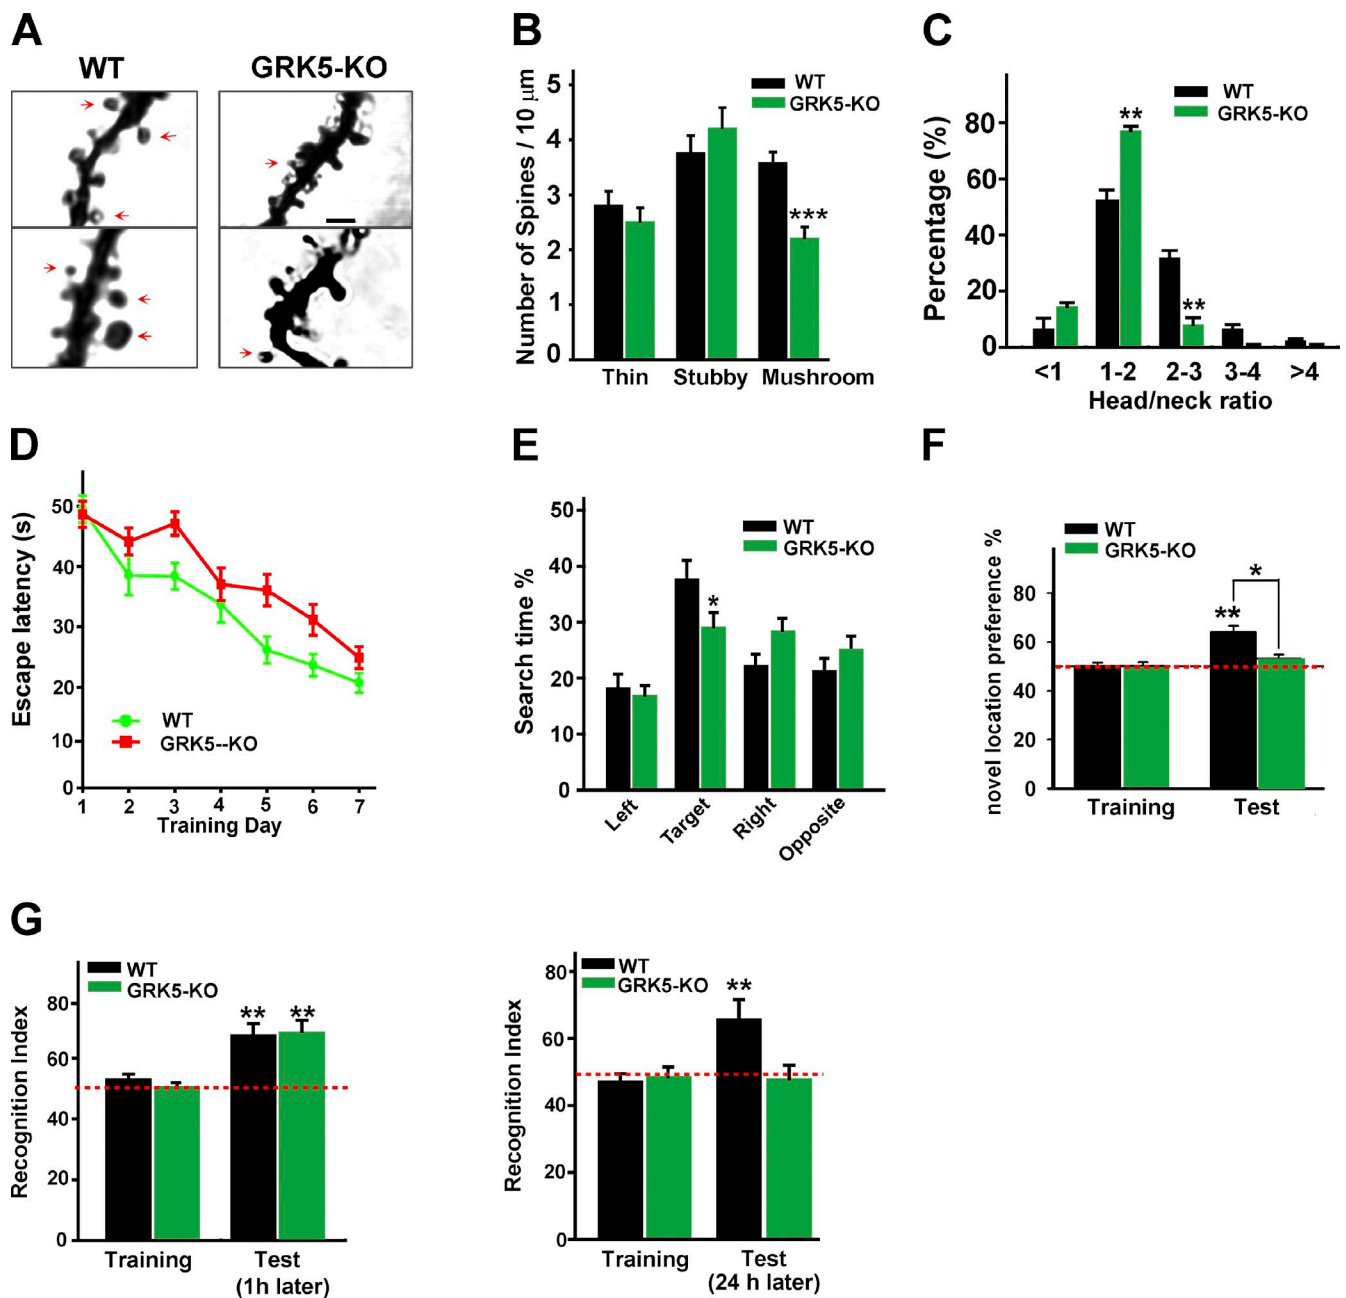 A
WT
GRK5-KO
B
Number of Spines / 10 μm
5
4
3
2
1
0
WT
GRK5-KO
***
Thin
Stubby
Mushroom
C
Percentage (%)
80
60
40
20
0
WT
GRK5-KO
**
**
<1
1-2
2-3
3-4
>4
Head/neck ratio
D
Escape latency (s)
50
40
30
20
10
0
WT
GRK5--KO
1
2
3
4
5
6
7
Training Day
E
Search time %
50
40
30
20
10
0
WT
GRK5-KO
*
Left
Target
Right
Opposite
F
novel location preference %
80
60
40
20
0
WT
GRK5-KO
*
**
Training
Test
G
Recognition Index
80
60
40
20
0
WT
GRK5-KO
**
**
Training
Test
(1h later)
Recognition Index
80
60
40
20
0
WT
GRK5-KO
**
Training
Test
(24 h later)